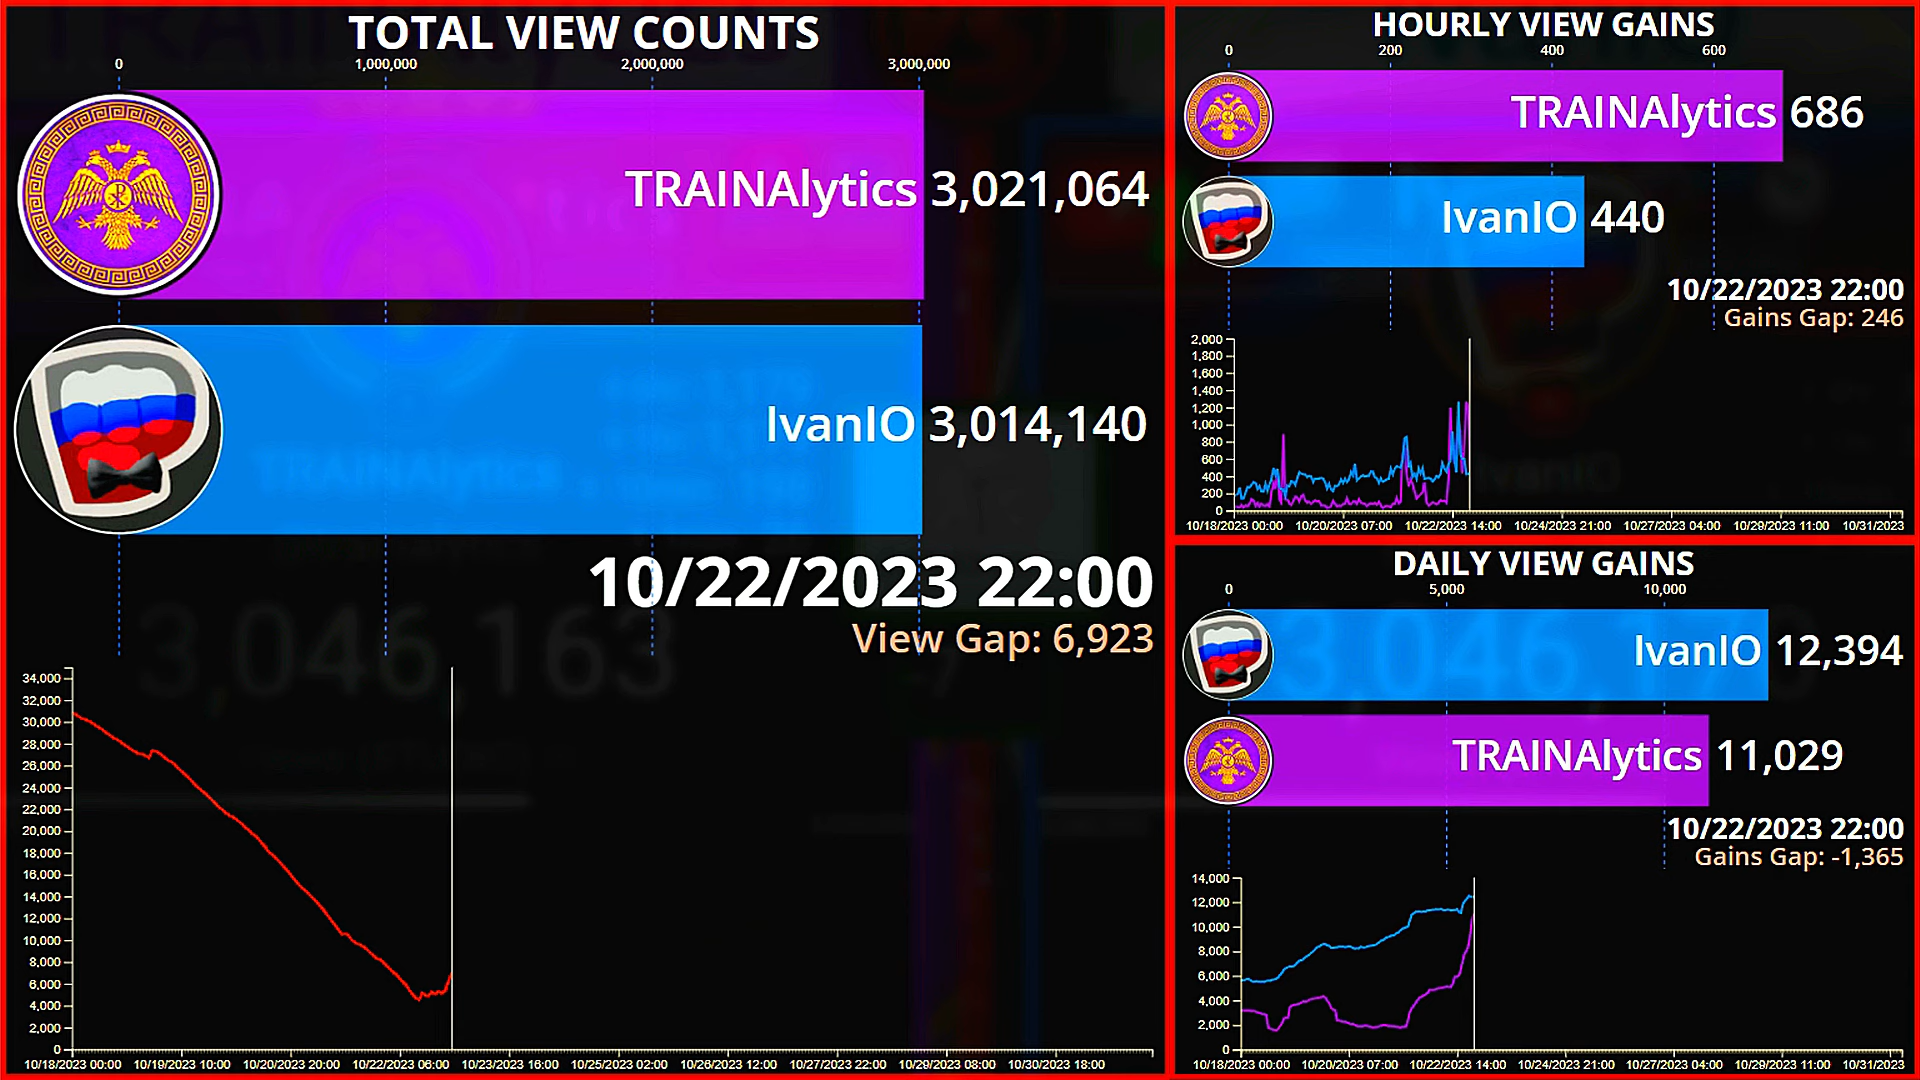 TOTAL VIEW COUNTS
0 1,000,000 2,000,000 3,000,000
TRAINAlytics 3,021,064
IvanIO 3,014,140
10/22/2023 22:00
View Gap: 6,923
34,000
32,000
30,000
28,000
26,000
24,000
22,000
20,000
18,000
16,000
14,000
12,000
10,000
8,000
6,000
4,000
2,000
0
10/18/2023 00:00 10/19/2023 10:00 10/20/2023 20:00 10/22/2023 06:00 10/23/2023 16:00 10/25/2023 02:00 10/26/2023 12:00 10/27/2023 22:00 10/29/2023 08:00 10/30/2023 18:00
3,046,163
HOURLY VIEW GAINS
0 200 400 600
TRAINAlytics 686
IvanIO 440
10/22/2023 22:00
Gains Gap: 246
2,000
1,800
1,600
1,400
1,200
1,000
800
600
400
200
0
10/18/2023 00:00 10/20/2023 07:00 10/22/2023 14:00 10/24/2023 21:00 10/27/2023 04:00 10/29/2023 11:00 10/31/2023
DAILY VIEW GAINS
0 5,000 10,000
IvanIO 12,394
TRAINAlytics 11,029
10/22/2023 22:00
Gains Gap: -1,365
14,000
12,000
10,000
8,000
6,000
4,000
2,000
0
10/18/2023 00:00 10/20/2023 07:00 10/22/2023 14:00 10/24/2023 21:00 10/27/2023 04:00 10/29/2023 11:00 10/31/2023